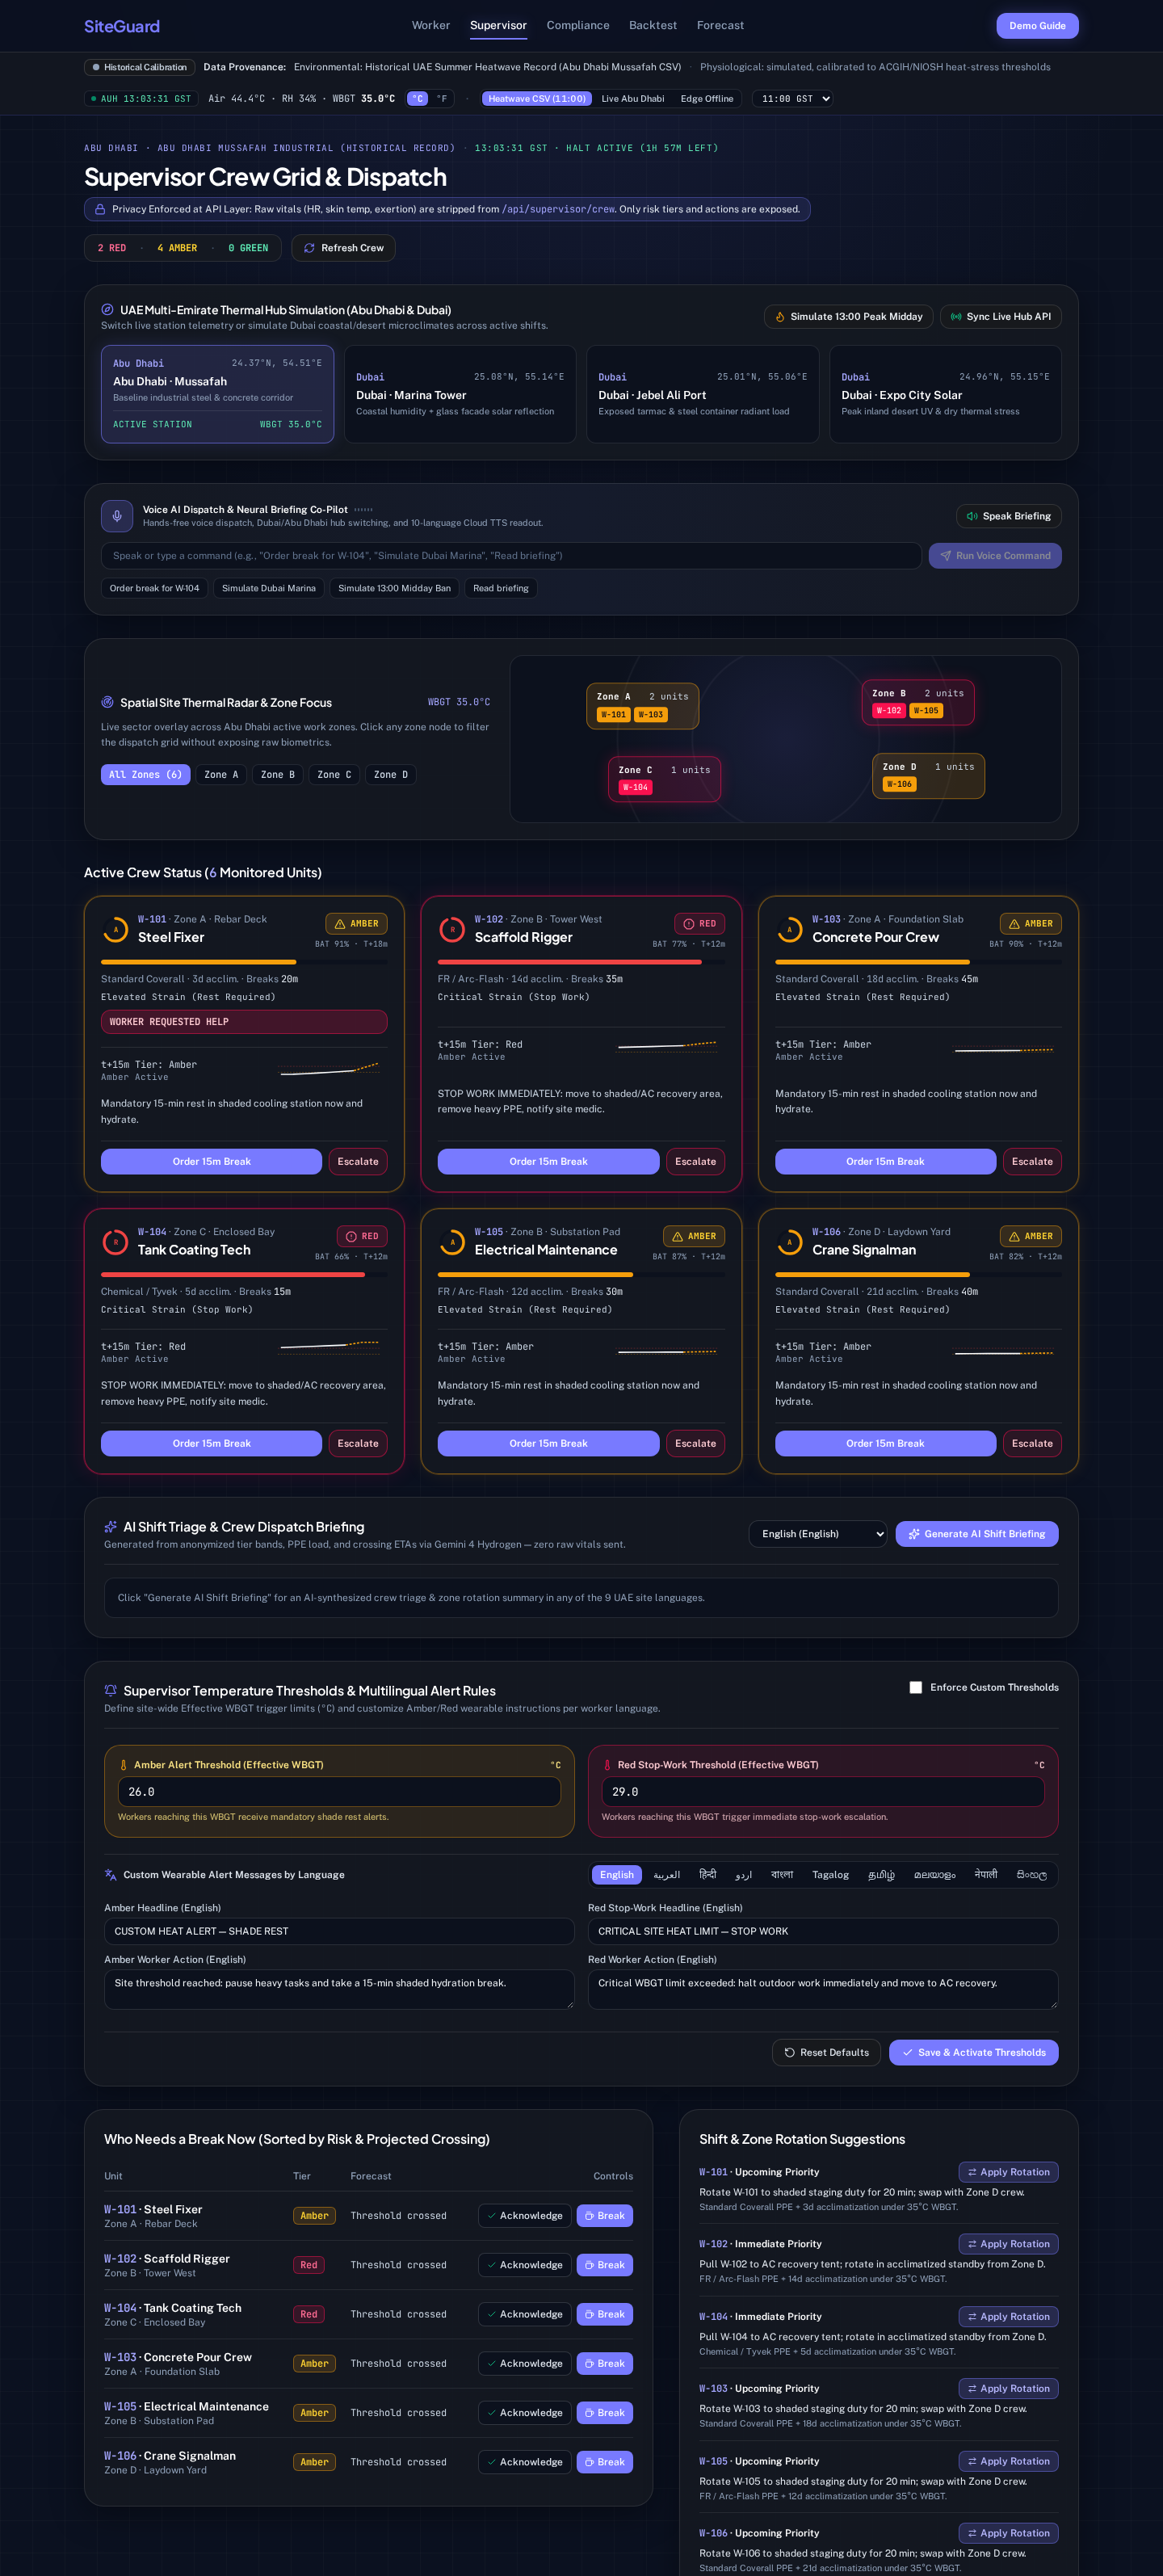 SiteGuard
Worker Supervisor Compliance Backtest Forecast
Demo Guide
Historical Calibration Data Provenance: Environmental: Historical UAE Summer Heatwave Record (Abu Dhabi Mussafah CSV) · Physiological: simulated, calibrated to ACGIH/NIOSH heat-stress thresholds
AUH 13:03:31 GST Air 44.4°C · RH 34% · WBGT 35.0°C °C °F · Heatwave CSV (11:00) Live Abu Dhabi Edge Offline 11:00 GST
ABU DHABI · ABU DHABI MUSSAFAH INDUSTRIAL (HISTORICAL RECORD) · 13:03:31 GST · HALT ACTIVE (1H 57M LEFT)
Supervisor Crew Grid & Dispatch
Privacy Enforced at API Layer: Raw vitals (HR, skin temp, exertion) are stripped from /api/supervisor/crew. Only risk tiers and actions are exposed.
2 RED · 4 AMBER · 0 GREEN Refresh Crew
UAE Multi-Emirate Thermal Hub Simulation (Abu Dhabi & Dubai)
Switch live station telemetry or simulate Dubai coastal/desert microclimates across active shifts.
Simulate 13:00 Peak Midday Sync Live Hub API
Abu Dhabi 24.37°N, 54.51°E
Abu Dhabi · Mussafah
Baseline industrial steel & concrete corridor
ACTIVE STATION WBGT 35.0°C
Dubai 25.08°N, 55.14°E
Dubai · Marina Tower
Coastal humidity + glass facade solar reflection
Dubai 25.01°N, 55.06°E
Dubai · Jebel Ali Port
Exposed tarmac & steel container radiant load
Dubai 24.96°N, 55.15°E
Dubai · Expo City Solar
Peak inland desert UV & dry thermal stress
Voice AI Dispatch & Neural Briefing Co-Pilot
Hands-free voice dispatch, Dubai/Abu Dhabi hub switching, and 10-language Cloud TTS readout.
Speak Briefing
Speak or type a command (e.g., "Order break for W-104", "Simulate Dubai Marina", "Read briefing")
Run Voice Command
Order break for W-104 Simulate Dubai Marina Simulate 13:00 Midday Ban Read briefing
Spatial Site Thermal Radar & Zone Focus WBGT 35.0°C
Live sector overlay across Abu Dhabi active work zones. Click any zone node to filter
the dispatch grid without exposing raw biometrics.
All Zones (6) Zone A Zone B Zone C Zone D
Zone A 2 units
W-101 W-103
Zone B 2 units
W-102 W-105
Zone C 1 units
W-104
Zone D 1 units
W-106
Active Crew Status (6 Monitored Units)
A
W-101 · Zone A · Rebar Deck
Steel Fixer
AMBER
BAT 91% · T+18m
Standard Coverall · 3d acclim. · Breaks 20m
Elevated Strain (Rest Required)
WORKER REQUESTED HELP
t+15m Tier: Amber
Amber Active
Mandatory 15-min rest in shaded cooling station now and
hydrate.
Order 15m Break Escalate
R
W-102 · Zone B · Tower West
Scaffold Rigger
RED
BAT 77% · T+12m
FR / Arc-Flash · 14d acclim. · Breaks 35m
Critical Strain (Stop Work)
t+15m Tier: Red
Amber Active
STOP WORK IMMEDIATELY: move to shaded/AC recovery area,
remove heavy PPE, notify site medic.
Order 15m Break Escalate
A
W-103 · Zone A · Foundation Slab
Concrete Pour Crew
AMBER
BAT 90% · T+12m
Standard Coverall · 18d acclim. · Breaks 45m
Elevated Strain (Rest Required)
t+15m Tier: Amber
Amber Active
Mandatory 15-min rest in shaded cooling station now and
hydrate.
Order 15m Break Escalate
R
W-104 · Zone C · Enclosed Bay
Tank Coating Tech
RED
BAT 66% · T+12m
Chemical / Tyvek · 5d acclim. · Breaks 15m
Critical Strain (Stop Work)
t+15m Tier: Red
Amber Active
STOP WORK IMMEDIATELY: move to shaded/AC recovery area,
remove heavy PPE, notify site medic.
Order 15m Break Escalate
A
W-105 · Zone B · Substation Pad
Electrical Maintenance
AMBER
BAT 87% · T+12m
FR / Arc-Flash · 12d acclim. · Breaks 30m
Elevated Strain (Rest Required)
t+15m Tier: Amber
Amber Active
Mandatory 15-min rest in shaded cooling station now and
hydrate.
Order 15m Break Escalate
A
W-106 · Zone D · Laydown Yard
Crane Signalman
AMBER
BAT 82% · T+12m
Standard Coverall · 21d acclim. · Breaks 40m
Elevated Strain (Rest Required)
t+15m Tier: Amber
Amber Active
Mandatory 15-min rest in shaded cooling station now and
hydrate.
Order 15m Break Escalate
AI Shift Triage & Crew Dispatch Briefing
Generated from anonymized tier bands, PPE load, and crossing ETAs via Gemini 4 Hydrogen — zero raw vitals sent.
English (English) Generate AI Shift Briefing
Click "Generate AI Shift Briefing" for an AI-synthesized crew triage & zone rotation summary in any of the 9 UAE site languages.
Supervisor Temperature Thresholds & Multilingual Alert Rules
Define site-wide Effective WBGT trigger limits (°C) and customize Amber/Red wearable instructions per worker language.
Enforce Custom Thresholds
Amber Alert Threshold (Effective WBGT) °C
26.0
Workers reaching this WBGT receive mandatory shade rest alerts.
Red Stop-Work Threshold (Effective WBGT) °C
29.0
Workers reaching this WBGT trigger immediate stop-work escalation.
Custom Wearable Alert Messages by Language
English العربية हिन्दी اردو বাংলা Tagalog தமிழ் മലയാളം नेपाली සිංහල
Amber Headline (English)
CUSTOM HEAT ALERT — SHADE REST
Red Stop-Work Headline (English)
CRITICAL SITE HEAT LIMIT — STOP WORK
Amber Worker Action (English)
Site threshold reached: pause heavy tasks and take a 15-min shaded hydration break.
Red Worker Action (English)
Critical WBGT limit exceeded: halt outdoor work immediately and move to AC recovery.
Reset Defaults Save & Activate Thresholds
Who Needs a Break Now (Sorted by Risk & Projected Crossing)
Unit Tier Forecast Controls
W-101 · Steel Fixer
Zone A · Rebar Deck
Amber Threshold crossed Acknowledge Break
W-102 · Scaffold Rigger
Zone B · Tower West
Red Threshold crossed Acknowledge Break
W-104 · Tank Coating Tech
Zone C · Enclosed Bay
Red Threshold crossed Acknowledge Break
W-103 · Concrete Pour Crew
Zone A · Foundation Slab
Amber Threshold crossed Acknowledge Break
W-105 · Electrical Maintenance
Zone B · Substation Pad
Amber Threshold crossed Acknowledge Break
W-106 · Crane Signalman
Zone D · Laydown Yard
Amber Threshold crossed Acknowledge Break
Shift & Zone Rotation Suggestions
W-101 · Upcoming Priority Apply Rotation
Rotate W-101 to shaded staging duty for 20 min; swap with Zone D crew.
Standard Coverall PPE + 3d acclimatization under 35°C WBGT.
W-102 · Immediate Priority Apply Rotation
Pull W-102 to AC recovery tent; rotate in acclimatized standby from Zone D.
FR / Arc-Flash PPE + 14d acclimatization under 35°C WBGT.
W-104 · Immediate Priority Apply Rotation
Pull W-104 to AC recovery tent; rotate in acclimatized standby from Zone D.
Chemical / Tyvek PPE + 5d acclimatization under 35°C WBGT.
W-103 · Upcoming Priority Apply Rotation
Rotate W-103 to shaded staging duty for 20 min; swap with Zone D crew.
Standard Coverall PPE + 18d acclimatization under 35°C WBGT.
W-105 · Upcoming Priority Apply Rotation
Rotate W-105 to shaded staging duty for 20 min; swap with Zone D crew.
FR / Arc-Flash PPE + 12d acclimatization under 35°C WBGT.
W-106 · Upcoming Priority Apply Rotation
Rotate W-106 to shaded staging duty for 20 min; swap with Zone D crew.
Standard Coverall PPE + 21d acclimatization under 35°C WBGT.